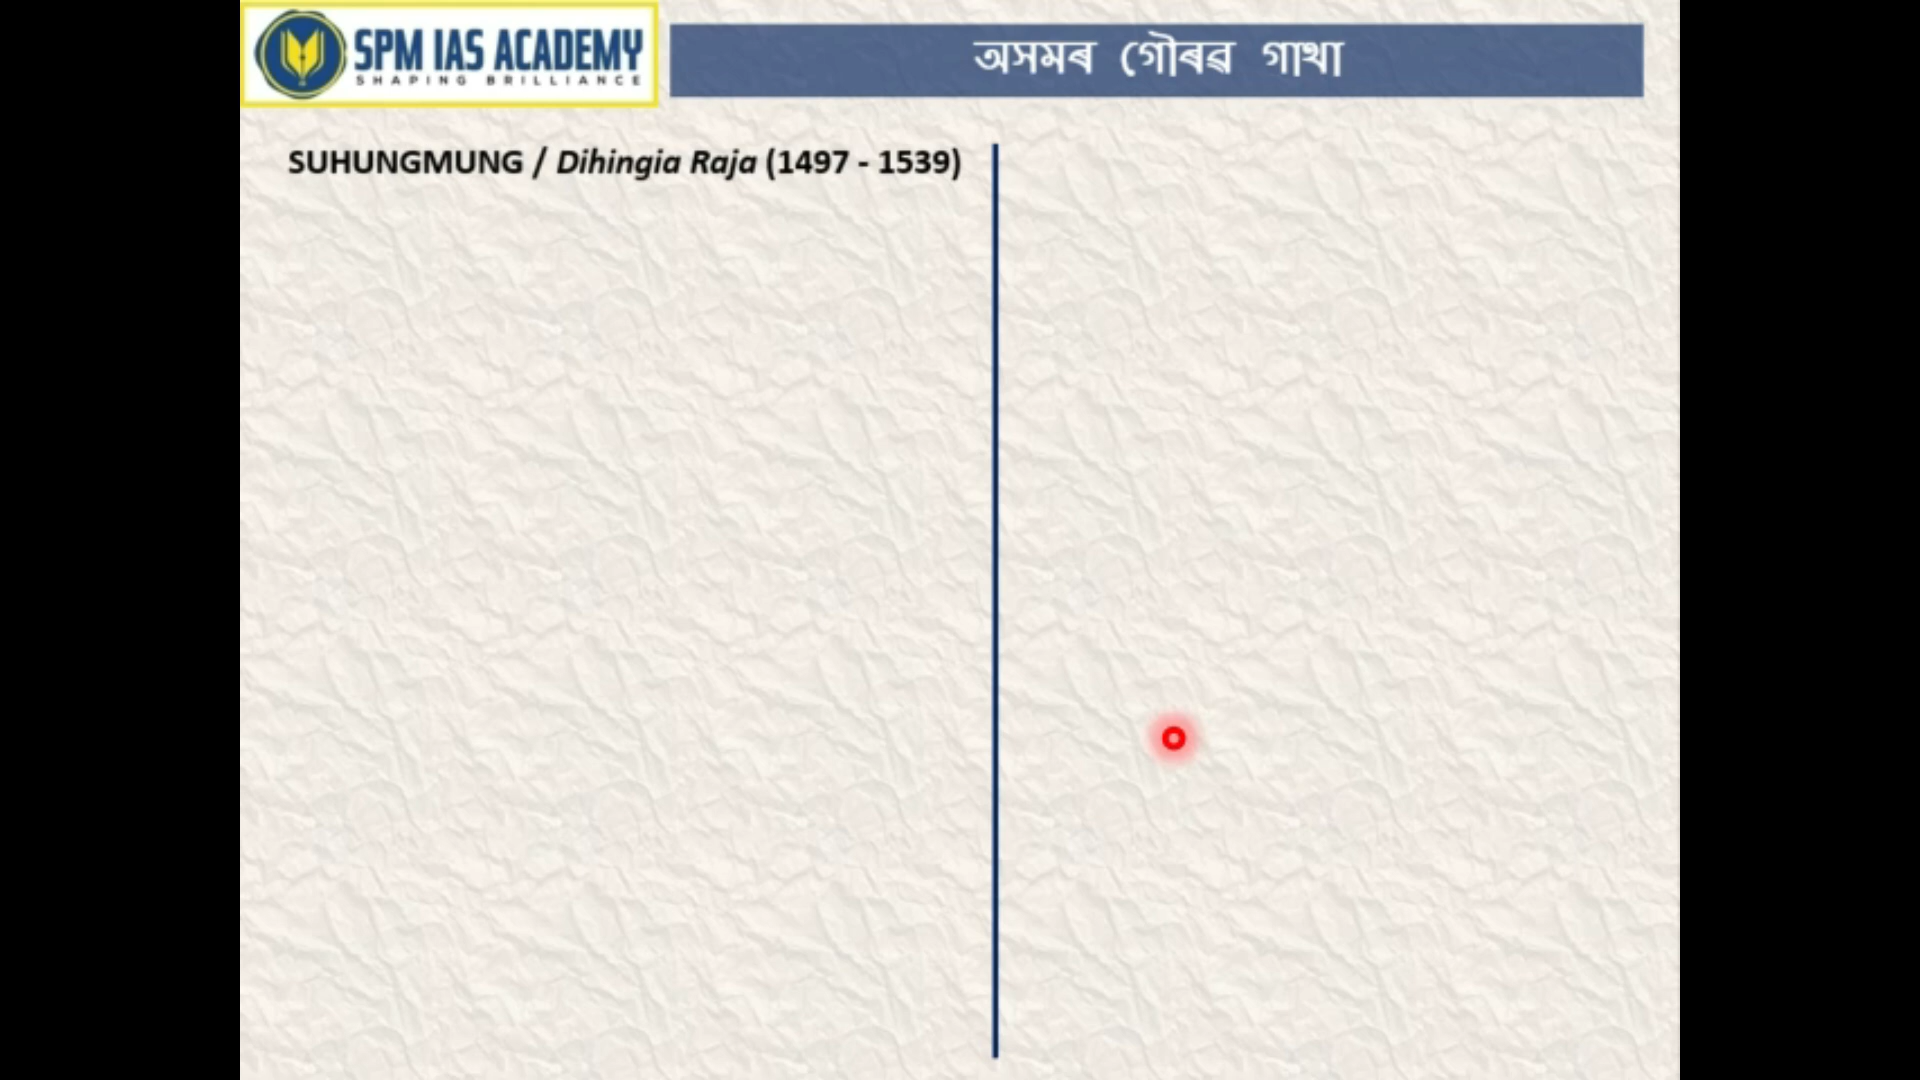 SPM IAS ACADEMY
SHAPING BRILLIANCE
অসমৰ গৌৰৱ গাথা
SUHUNGMUNG / Dihingia Raja (1497 - 1539)